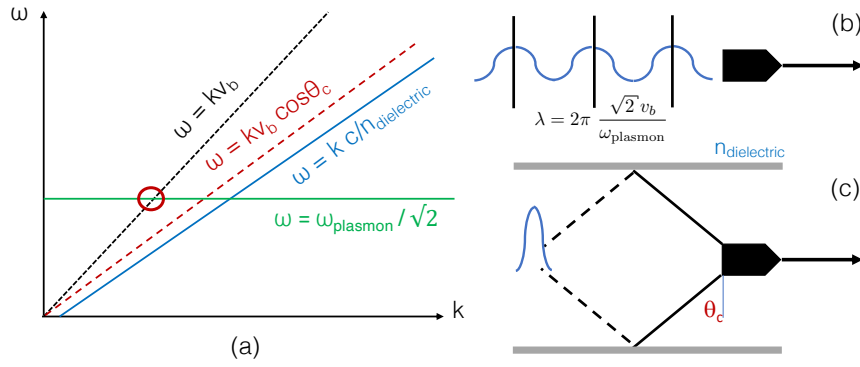 ω
ω = kv_b
ω = kv_b cosθ_c
ω = k c/n_dielectric
ω = ω_plasmon / √2
k
(a)
(b)
λ = 2π √2 v_b / ω_plasmon
n_dielectric
(c)
θ_c